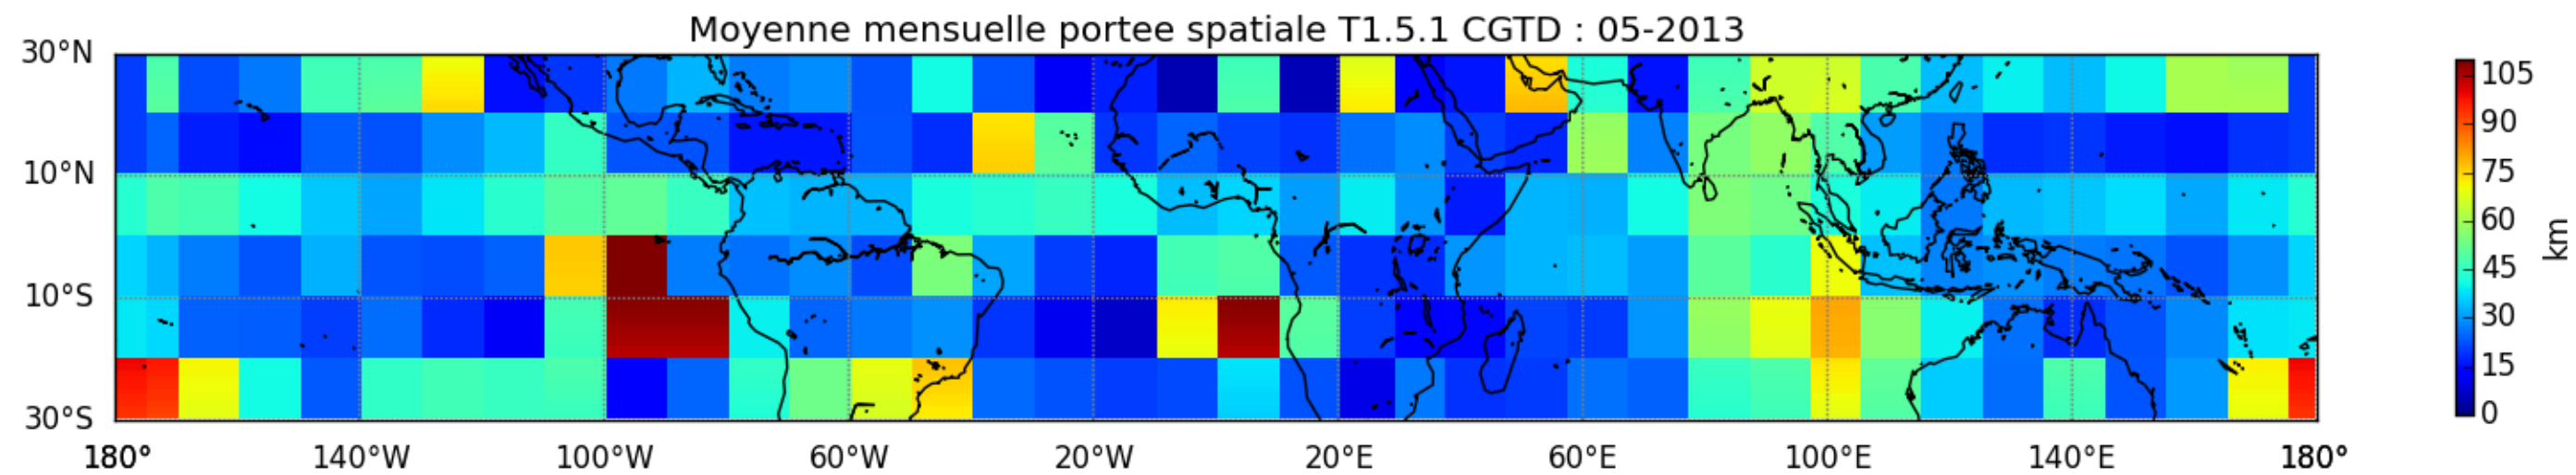 Moyenne mensuelle portee spatiale T1.5.1 CGTD : 05-2013
30°N
10°N
10°S
30°S
180° 140°W 100°W 60°W 20°W 20°E 60°E 100°E 140°E 180°
105
90
75
60
45
30
15
0
km